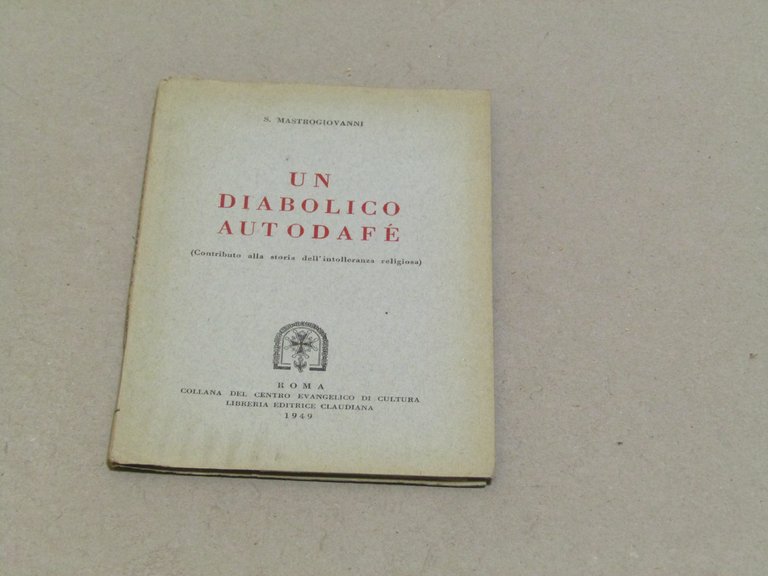 S. MASTROGIOVANNI
UN
DIABOLICO
AUTODAFÉ
(Contributo alla storia dell'intolleranza religiosa)
ROMA
COLLANA DEL CENTRO EVANGELICO DI CULTURA
LIBRERIA EDITRICE CLAUDIANA
1949